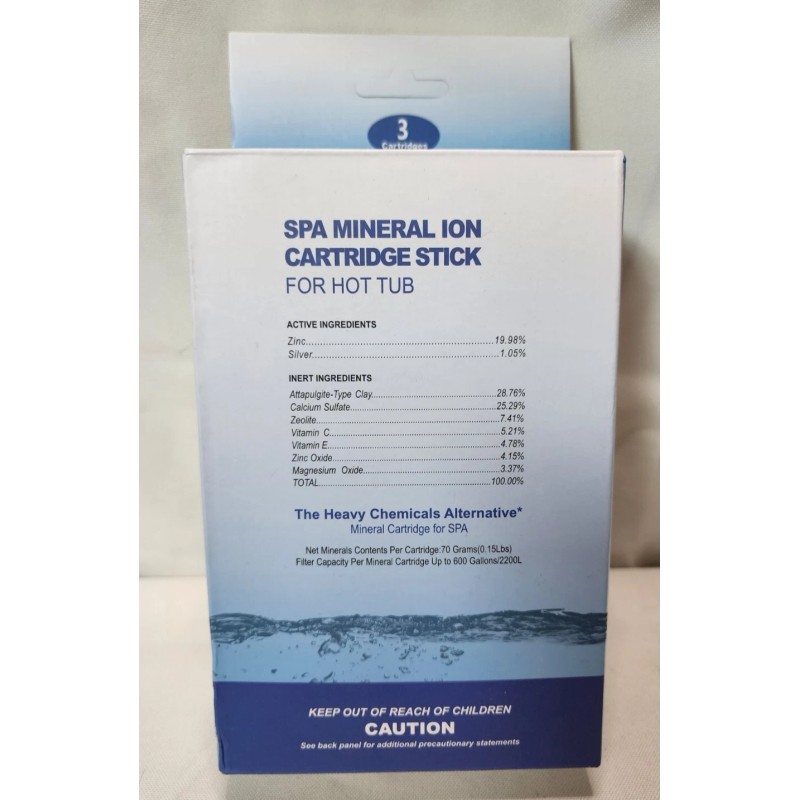 3
Cartridges
SPA MINERAL ION
CARTRIDGE STICK
FOR HOT TUB
ACTIVE INGREDIENTS
Zinc..........................................................19.98%
Silver........................................................1.05%
INERT INGREDIENTS
Attapulgite-Type Clay......................................28.76%
Calcium Sulfate............................................25.29%
Zeolite.......................................................7.41%
Vitamin C...................................................5.21%
Vitamin E...................................................4.78%
Zinc Oxide..................................................4.15%
Magnesium Oxide.........................................3.37%
TOTAL....................................................100.00%
The Heavy Chemicals Alternative*
Mineral Cartridge for SPA
Net Minerals Contents Per Cartridge:70 Grams(0.15Lbs)
Filter Capacity Per Mineral Cartridge Up to 600 Gallons/2200L
KEEP OUT OF REACH OF CHILDREN
CAUTION
See back panel for additional precautionary statements